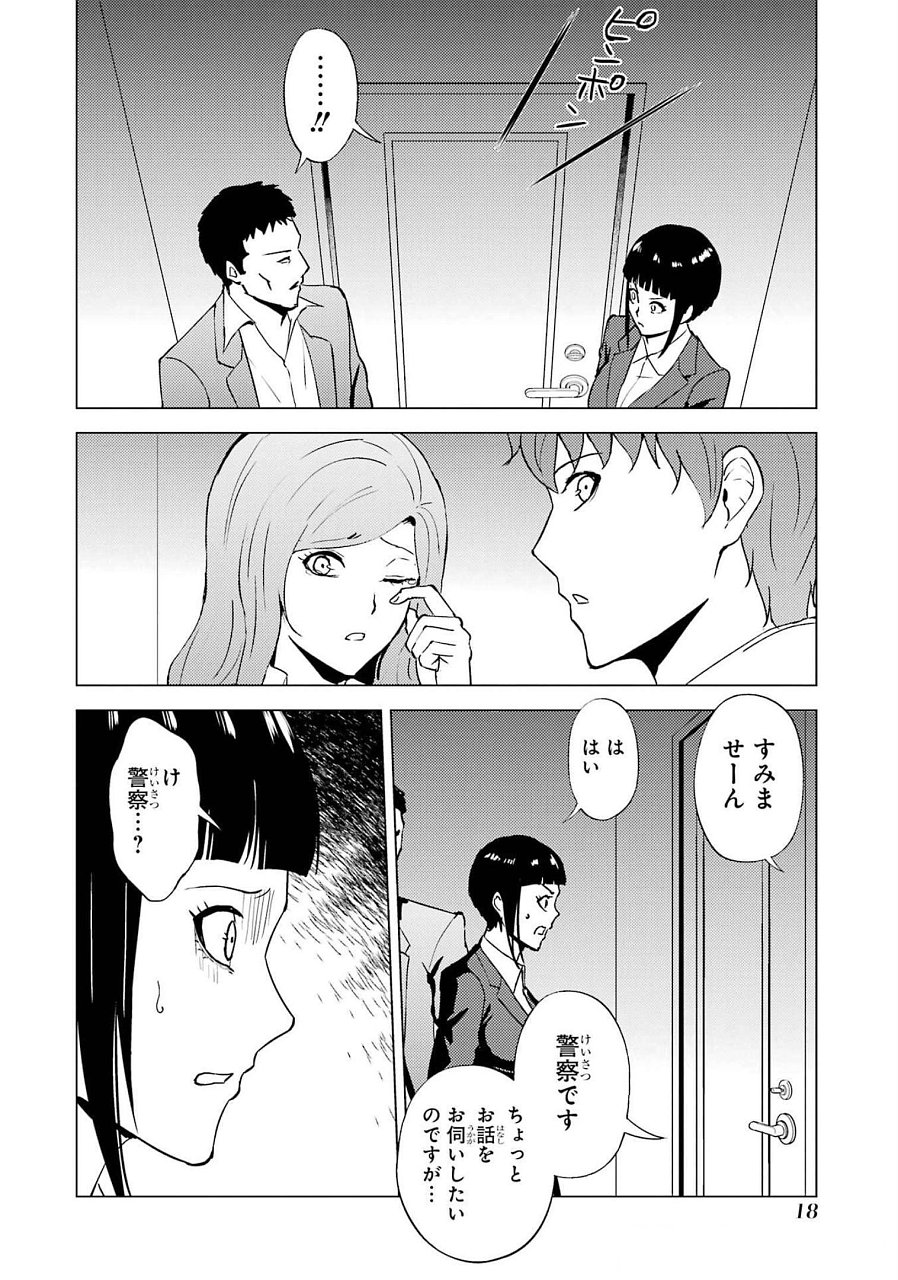 ピンポン
……!!
すみま
せーん
は
はい
警察です
ちょっと
お話を
お伺いしたい
のですが…
け
警察…?
18